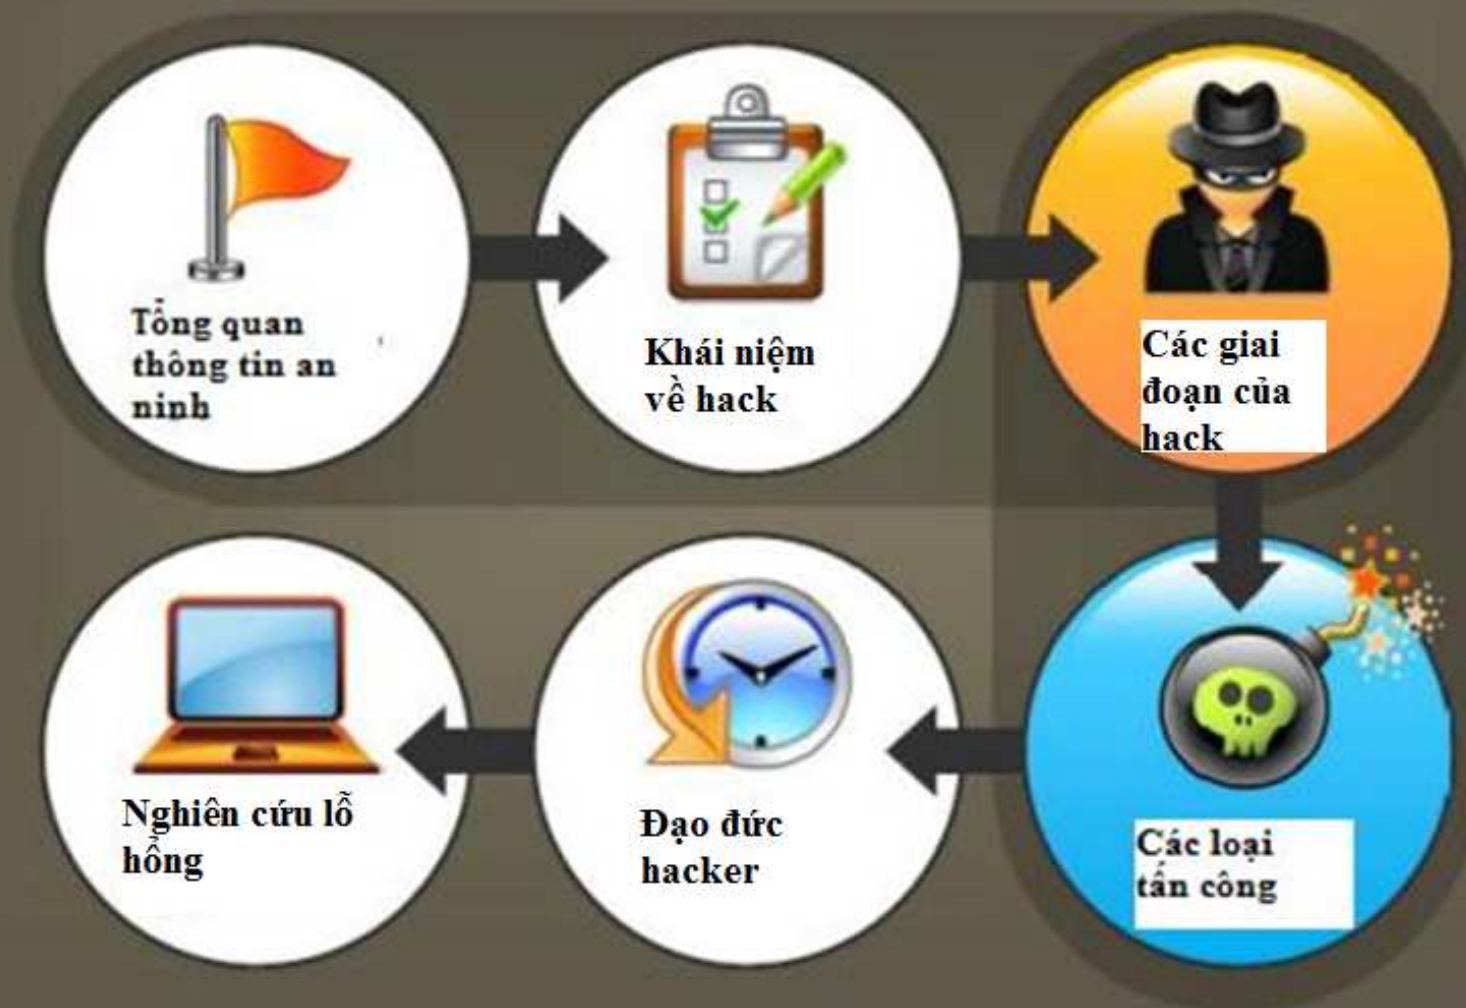 Tổng quan
thông tin an
ninh
Khái niệm
về hack
Các giai
đoạn của
hack
Các loại
tấn công
Đạo đức
hacker
Nghiên cứu lỗ
hổng